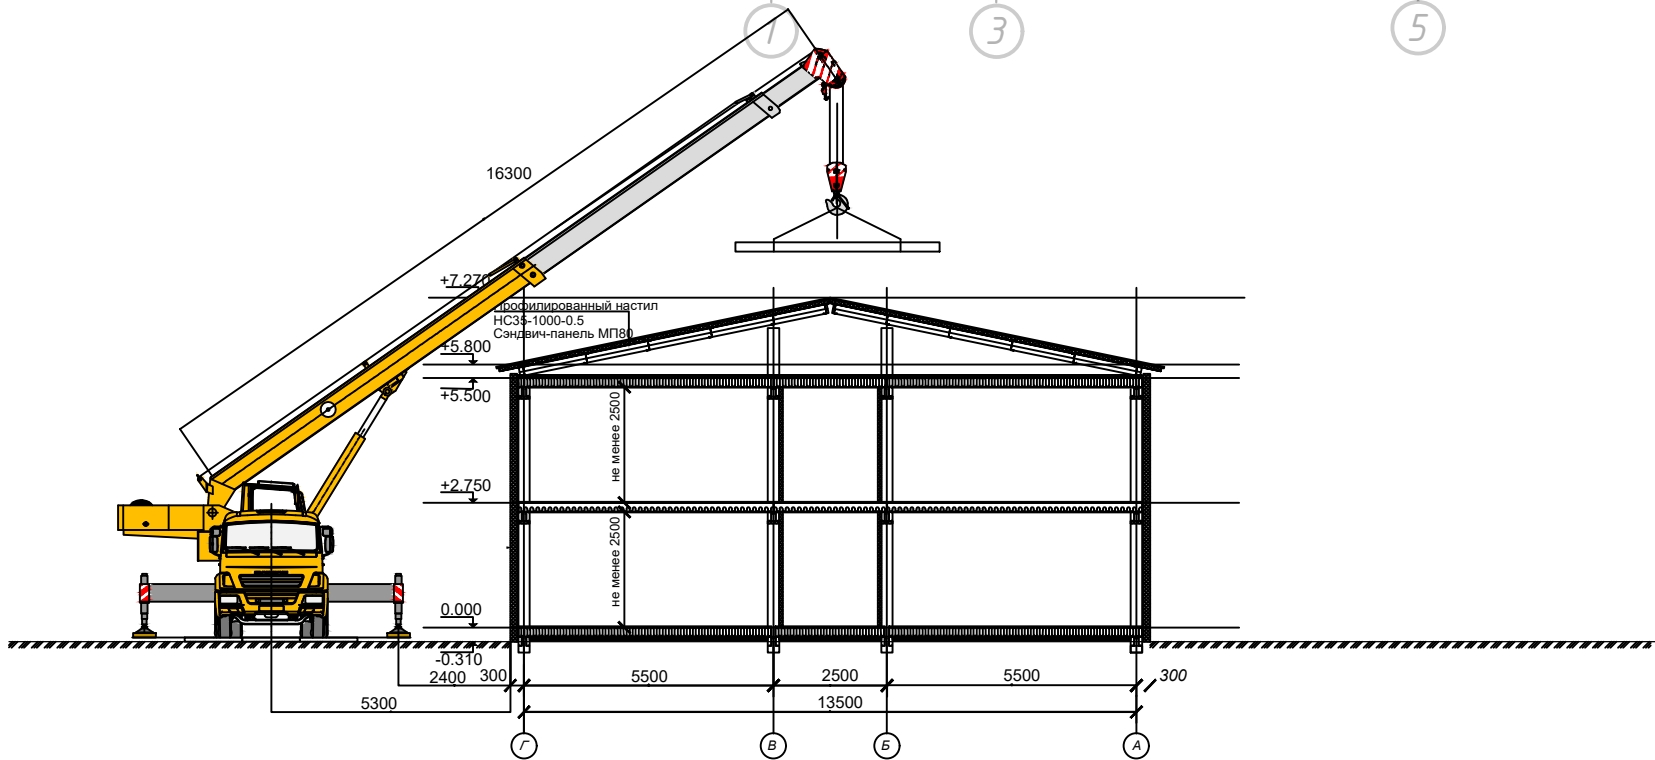 1
3
5
16300
+7.270
Профилированный настил
НС35-1000-0.5
Сэндвич-панель МП80
+5.800
+5.500
не менее 2500
+2.750
не менее 2500
0.000
-0.310
2400
300
5500
2500
5500
300
5300
13500
Г
В
Б
А